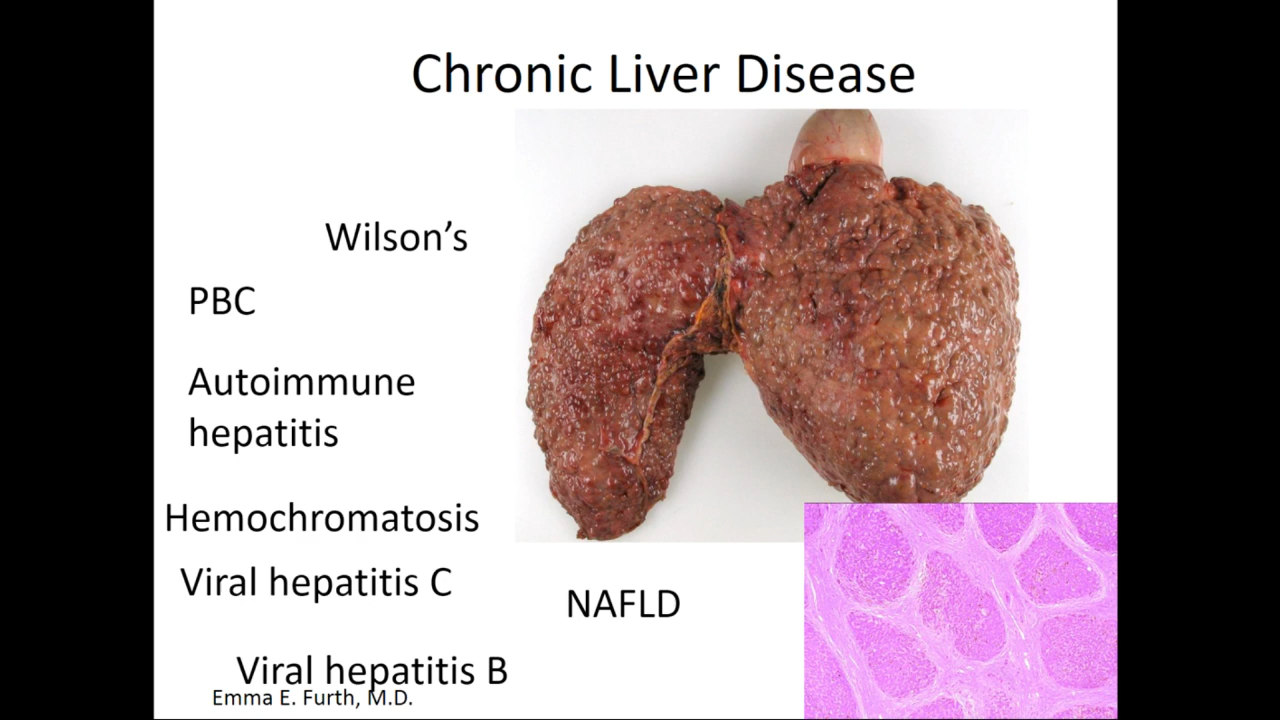 Chronic Liver Disease
Wilson’s
PBC
Autoimmune
hepatitis
Hemochromatosis
Viral hepatitis C
NAFLD
Viral hepatitis B
Emma E. Furth, M.D.